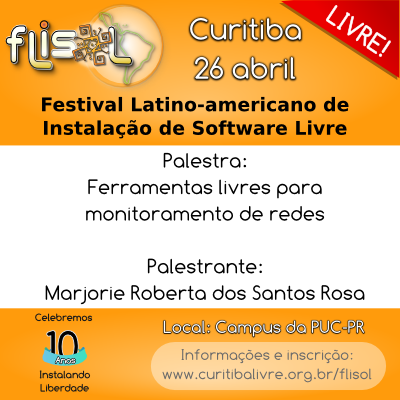 flisol
Curitiba
26 abril
LIVRE!
Festival Latino-americano de
Instalação de Software Livre
Palestra:
Ferramentas livres para
monitoramento de redes
Palestrante:
Marjorie Roberta dos Santos Rosa
Celebremos
10
Anos
Instalando
Liberdade
Local: Campus da PUC-PR
Informações e inscrição:
www.curitibalivre.org.br/flisol